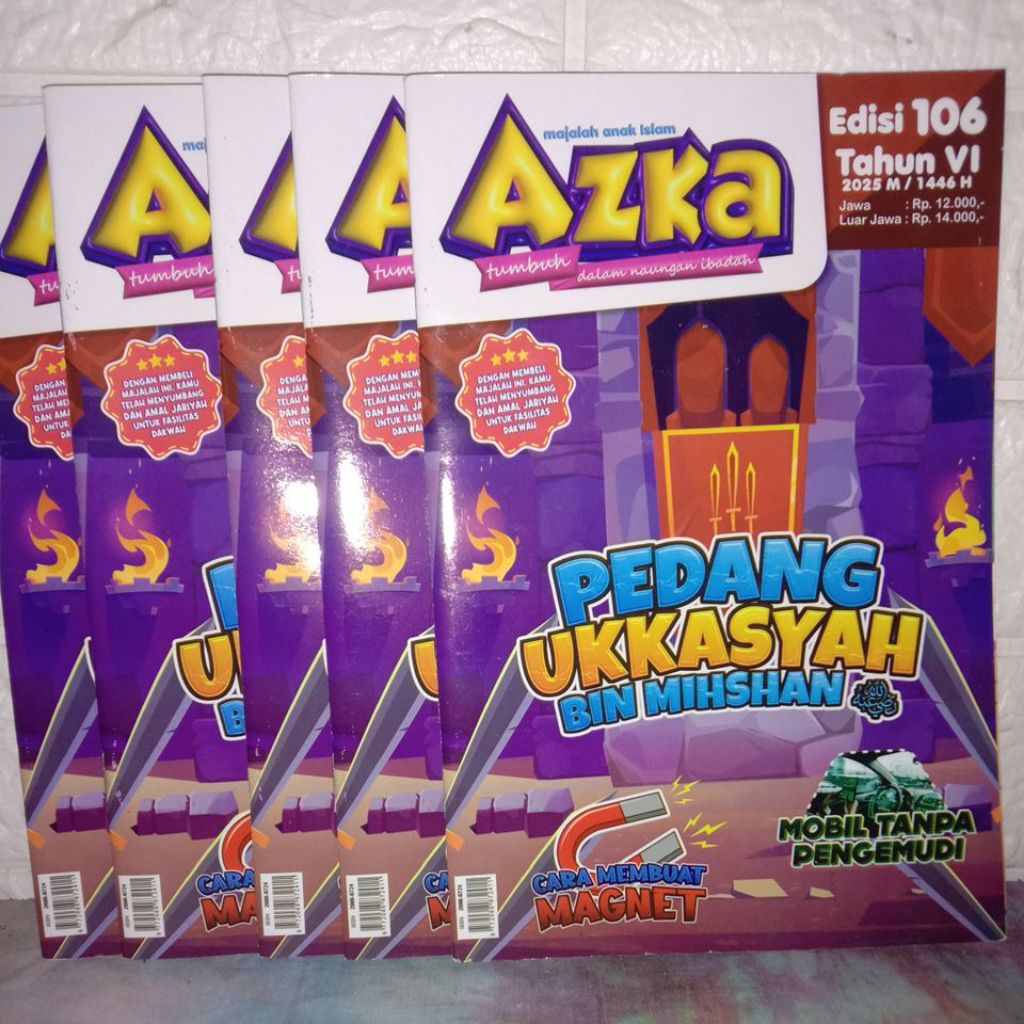 majalah anak Islam
Azka
tumbuh dalam naungan ibadah
Edisi 106
Tahun VI
2025 M / 1446 H
Jawa : Rp. 12.000,-
Luar Jawa : Rp. 14.000,-
DENGAN MEMBELI
MAJALAH INI, KAMU
TELAH MENYUMBANG
DAN AMAL JARIYAH
UNTUK FASILITAS
DAKWAH
PEDANG
UKKASYAH
BIN MIHSHAN
MOBIL TANPA
PENGEMUDI
CARA MEMBUAT
MAGNET